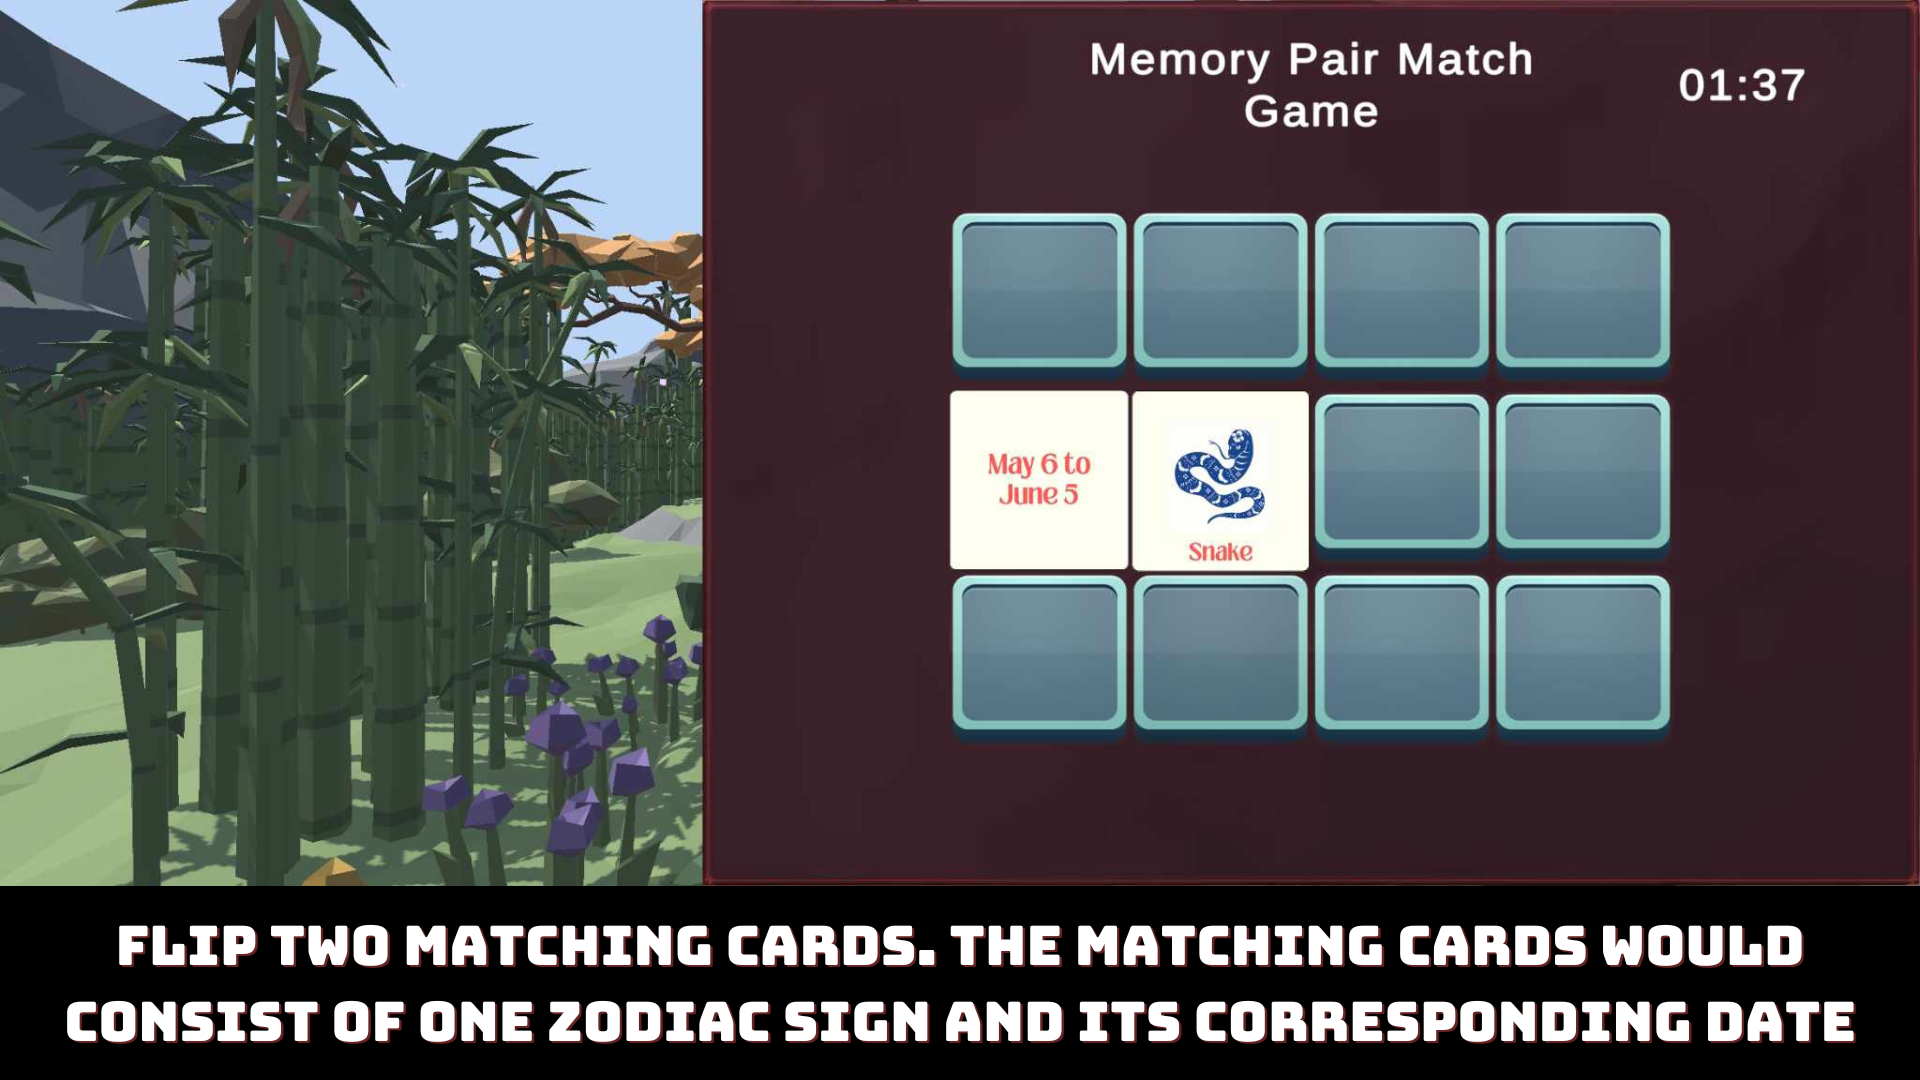 Memory Pair Match
Game
01:37
May 6 to
June 5
Snake
FLIP TWO MATCHING CARDS. THE MATCHING CARDS WOULD
CONSIST OF ONE ZODIAC SIGN AND ITS CORRESPONDING DATE